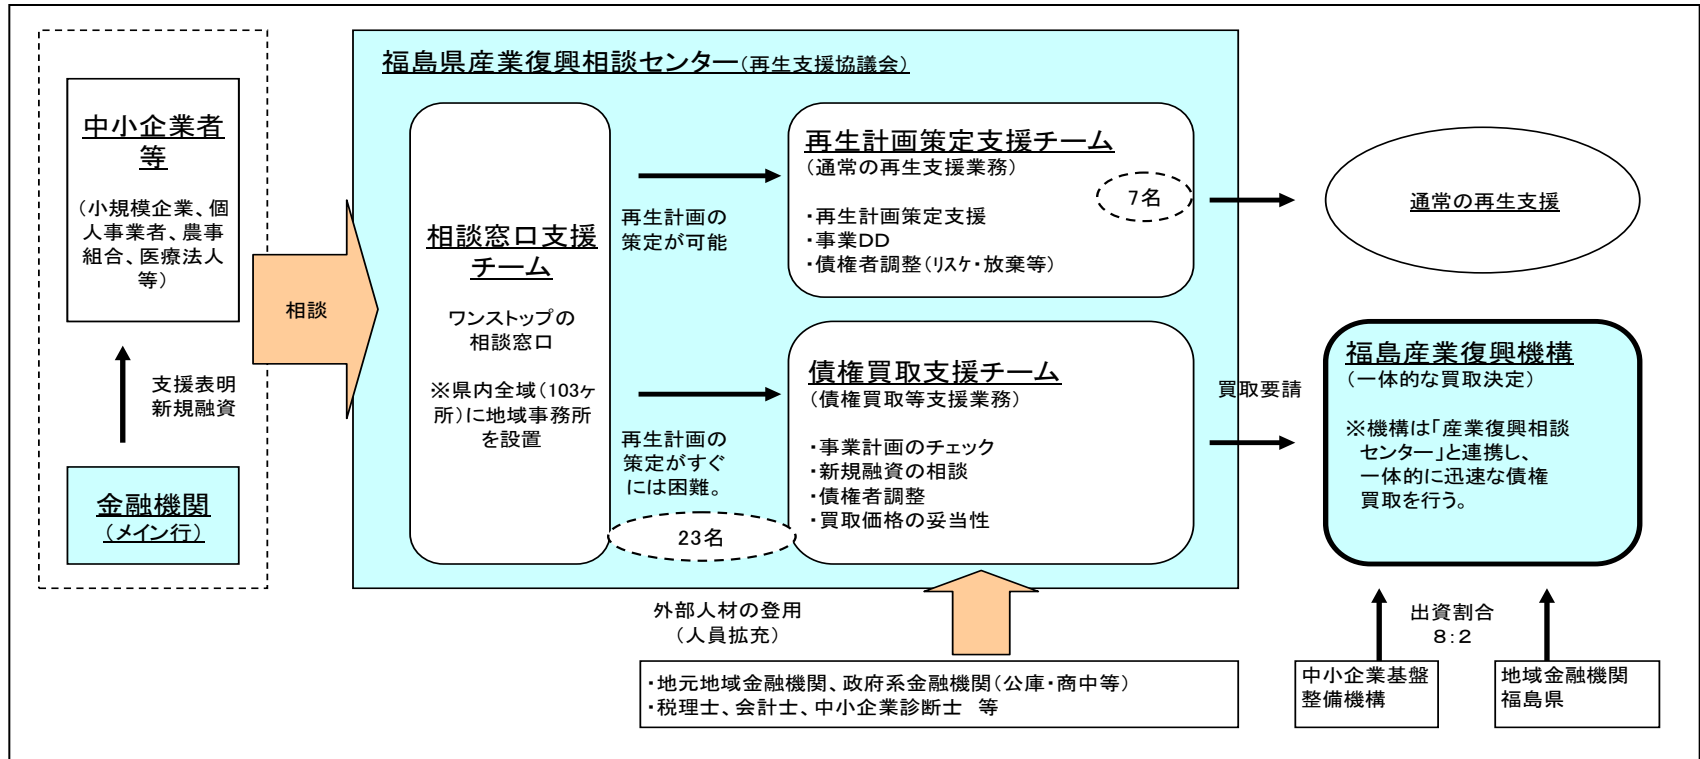 福島県産業復興相談センター(再生支援協議会)
中小企業者
等
(小規模企業、個
人事業者、農事
組合、医療法人
等)
支援表明
新規融資
金融機関
(メイン行)
相談
相談窓口支援
チーム
ワンストップの
相談窓口
※県内全域(103ヶ
所)に地域事務所
を設置
再生計画の
策定が可能
再生計画の
策定がすぐ
には困難。
23名
再生計画策定支援チーム
(通常の再生支援業務)
7名
・再生計画策定支援
・事業DD
・債権者調整(リスケ・放棄等)
債権買取支援チーム
(債権買取等支援業務)
・事業計画のチェック
・新規融資の相談
・債権者調整
・買取価格の妥当性
通常の再生支援
買取要請
福島産業復興機構
(一体的な買取決定)
※機構は「産業復興相談
センター」と連携し、
一体的に迅速な債権
買取を行う。
外部人材の登用
(人員拡充)
・地元地域金融機関、政府系金融機関(公庫・商中等)
・税理士、会計士、中小企業診断士 等
出資割合
8:2
中小企業基盤
整備機構
地域金融機関
福島県